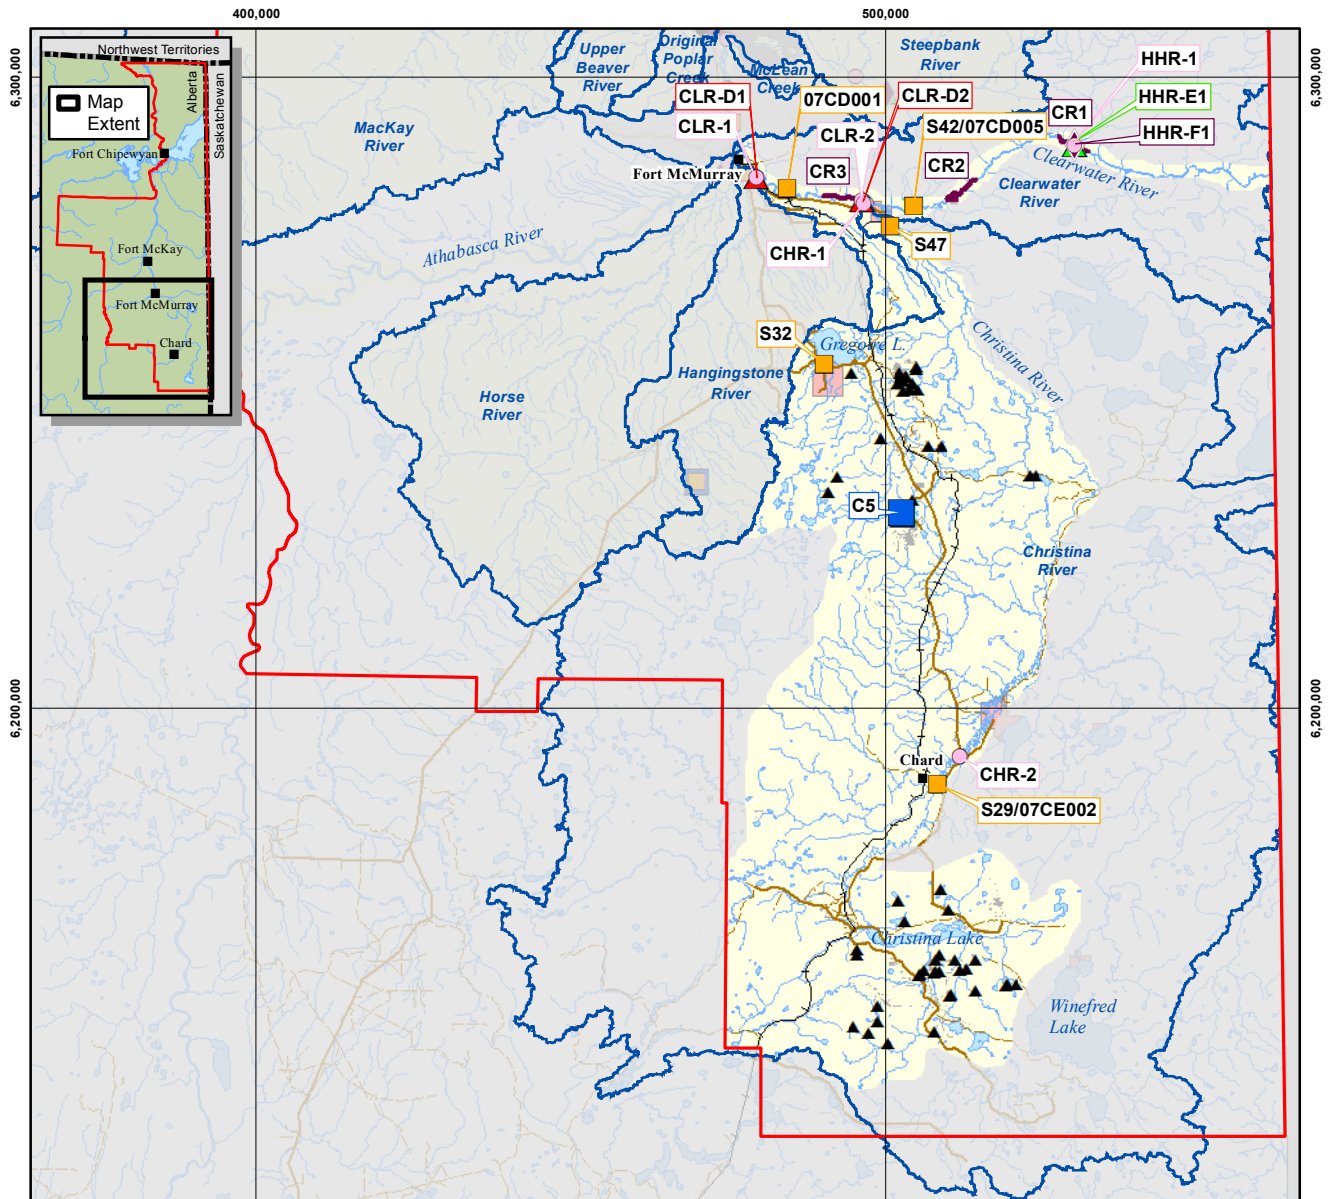 400,000
500,000
6,300,000
6,300,000
6,200,000
6,200,000
Northwest Territories
Alberta
Saskatchewan
Map
Extent
Fort Chipewyan
Fort McKay
Fort McMurray
Chard
Upper
Beaver
River
Original
Poplar
Creek
McLean
Creek
Steepbank
River
MacKay
River
HHR-1
HHR-E1
HHR-F1
CR1
CLR-D1
CLR-1
07CD001
CLR-D2
CLR-2
S42/07CD005
CR2
CR3
Fort McMurray
Clearwater River
Clearwater
River
CHR-1
S47
Athabasca River
S32
Gregoire L.
Christina River
Hangingstone
River
Horse
River
C5
Christina
River
Chard
CHR-2
S29/07CE002
Christina Lake
Winefred
Lake